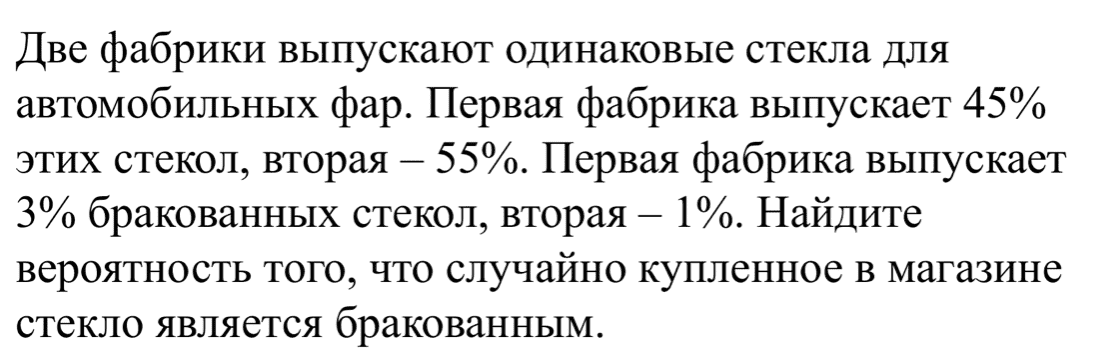 Две фабрики выпускают одинаковые стекла для
автомобильных фар. Первая фабрика выпускает 45%
этих стекол, вторая – 55%. Первая фабрика выпускает
3% бракованных стекол, вторая – 1%. Найдите
вероятность того, что случайно купленное в магазине
стекло является бракованным.